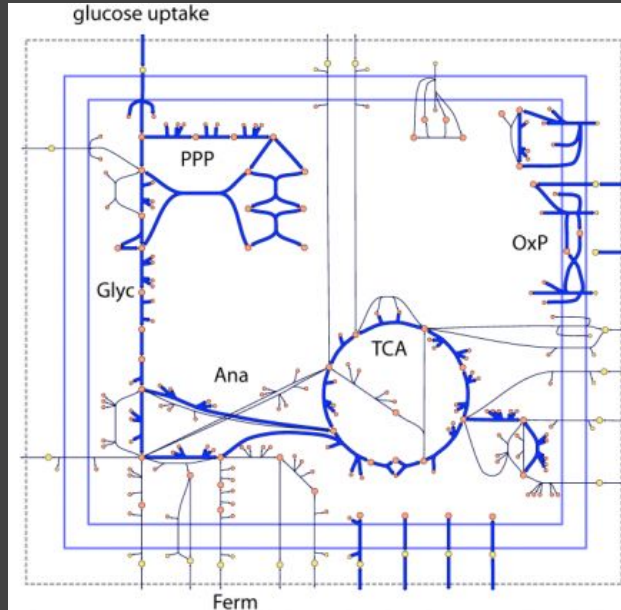 glucose uptake
PPP
OxP
Glyc
TCA
Ana
Ferm